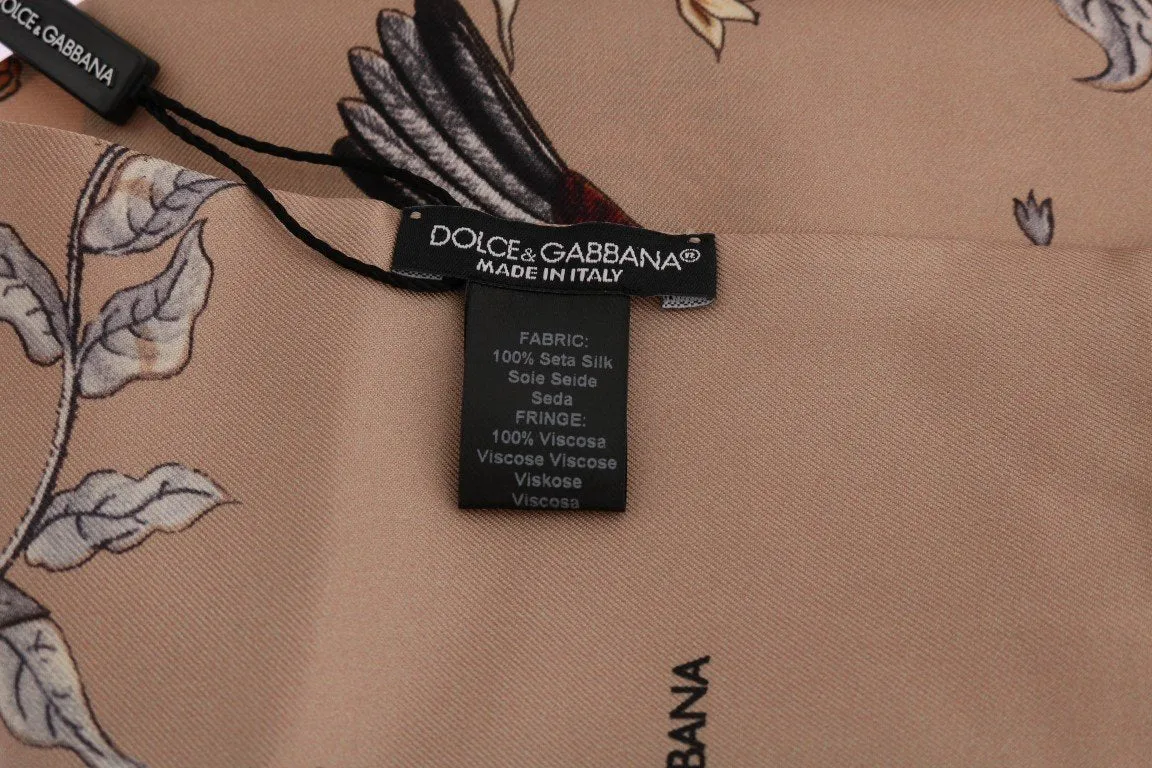 DOLCE & GABBANA
DOLCE & GABBANA®
MADE IN ITALY
FABRIC:
100% Seta Silk
Soie Seide
Seda
FRINGE:
100% Viscosa
Viscose Viscose
Viskose
Viscosa
BBANA